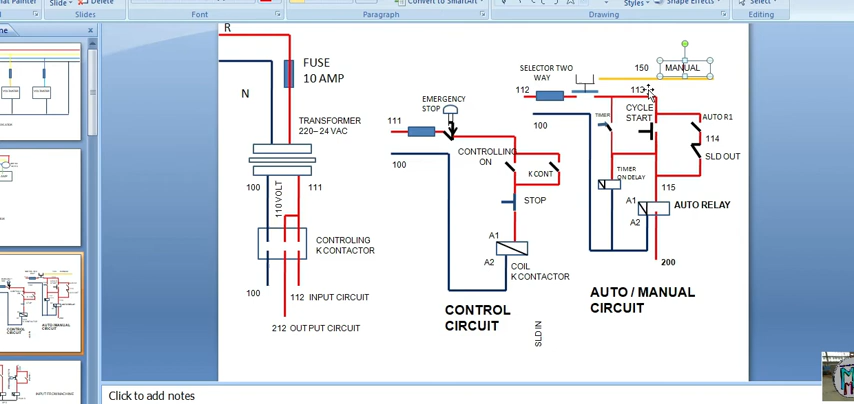 Slide
Delete
Convert to SmartArt
Styles
Shape Effects
Select
Slides
Font
Paragraph
Drawing
Editing
R
N
FUSE
10 AMP
TRANSFORMER
220–24 VAC
100
110VOLT
111
CONTROLING
K CONTACTOR
100
112 INPUT CIRCUIT
212 OUTPUT CIRCUIT
EMERGENCY
STOP
111
100
CONTROLLING
ON
K CONT
STOP
A1
A2
COIL
K CONTACTOR
CONTROL
CIRCUIT
SLD IN
SELECTOR TWO
WAY
150
MANUAL
112
113
100
TIMER
CYCLE
START
AUTO R1
114
SLD OUT
TIMER
ON DELAY
115
A1
A2
AUTO RELAY
200
AUTO / MANUAL
CIRCUIT
Click to add notes